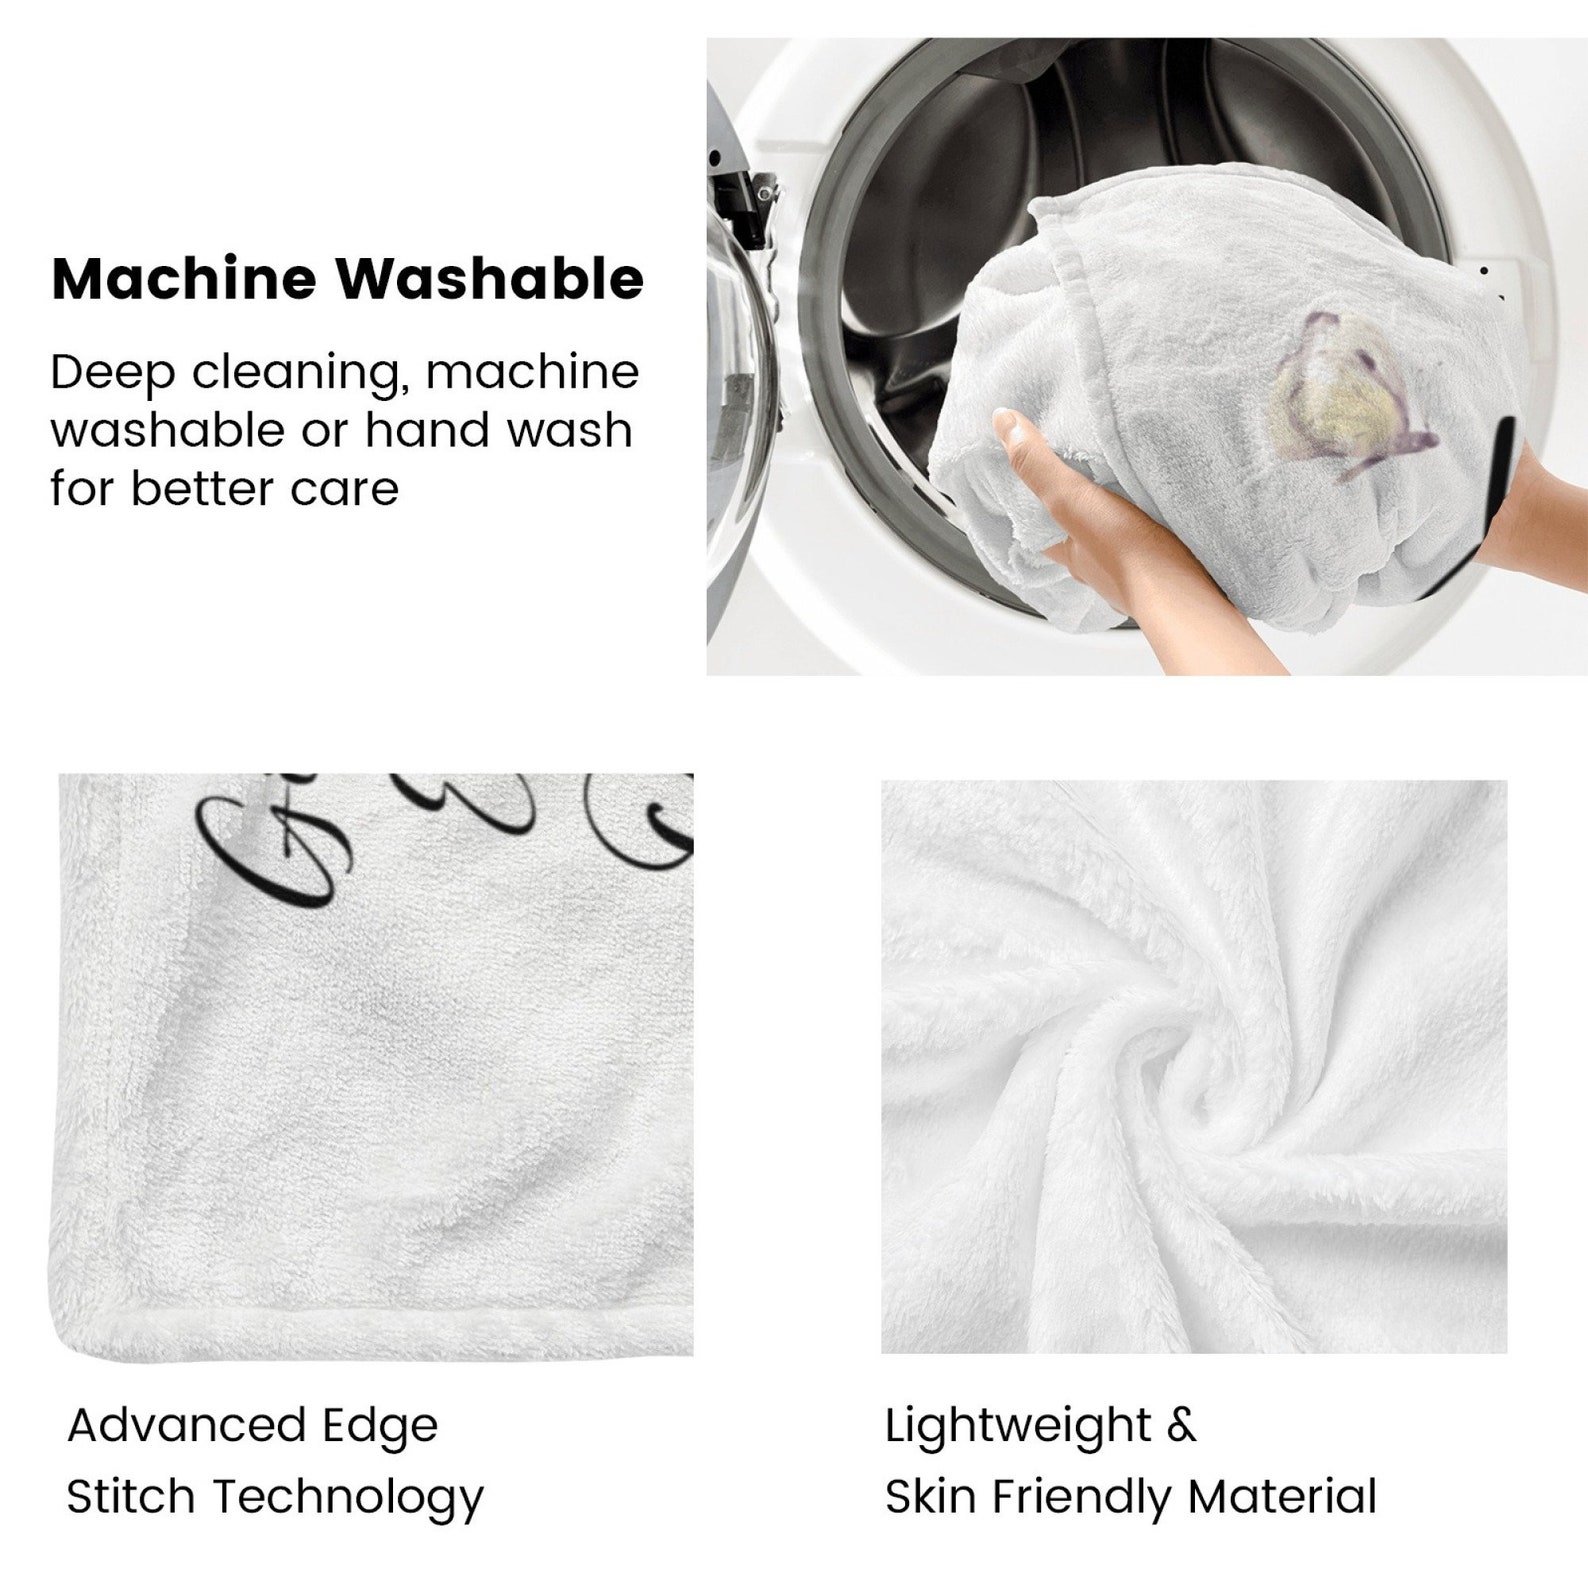 Machine Washable
Deep cleaning, machine
washable or hand wash
for better care
Advanced Edge
Stitch Technology
Lightweight &
Skin Friendly Material